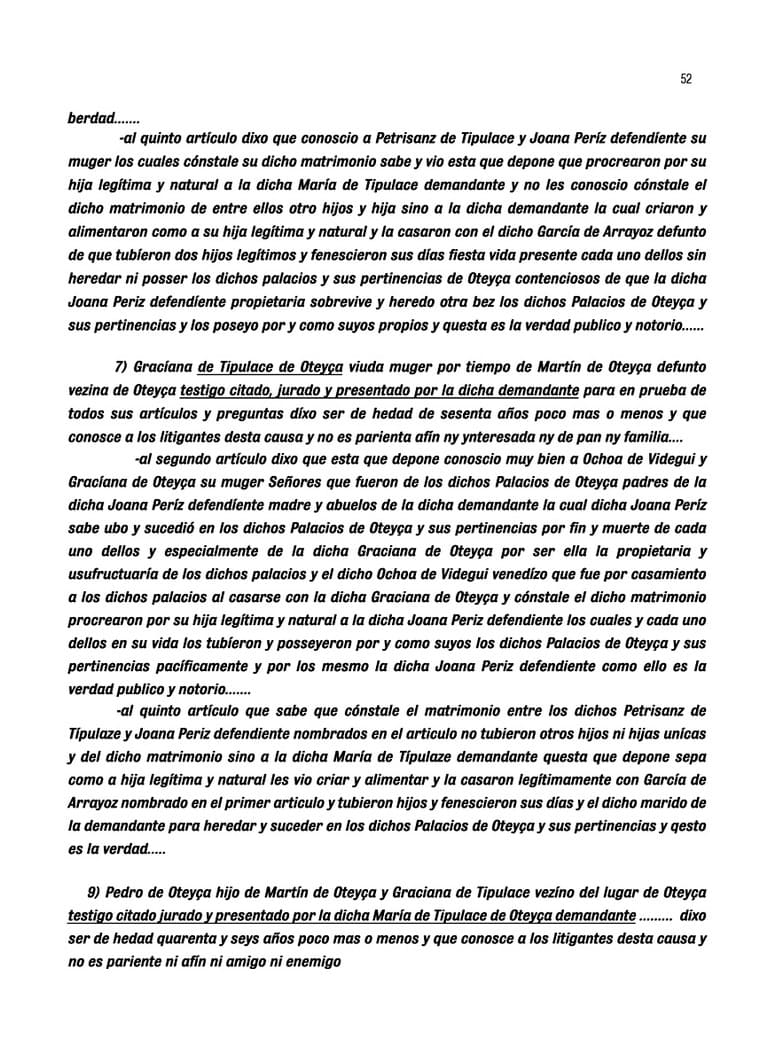 52
berdad.......
-al quinto artículo dixo que conoscio a Petrisanz de Tipulace y Joana Períz defendíente su
muger los cuales cónstale su dicho matrimonio sabe y vio esta que depone que procrearon por su
hija legítima y natural a la dicha María de Tipulace demandante y no les conoscio cónstale el
dicho matrimonio de entre ellos otro hijos y hija sino a la dicha demandante la cual criaron y
alimentaron como a su hija legítima y natural y la casaron con el dicho García de Arrayoz defunto
de que tubíeron dos hijos legítimos y fenescieron sus días fiesta vida presente cada uno dellos sin
heredar ni posser los dichos palacios y sus pertinencias de Oteyça contenciosos de que la dicha
Joana Periz defendíente propietaria sobrevive y heredo otra bez los dichos Palacios de Oteyça y
sus pertinencias y los poseyo por y como suyos propios y questa es la verdad publico y notorio......
7) Gracíana de Tipulace de Oteyça viuda muger por tiempo de Martín de Oteyça defunto
vezina de Oteyça testigo citado, jurado y presentado por la dicha demandante para en prueba de
todos sus artículos y preguntas díxo ser de hedad de sesenta años poco mas o menos y que
conosce a los litigantes desta causa y no es parienta afín ny ynteresada ny de pan ny familia....
-al segundo artículo dixo que esta que depone conoscio muy bien a Ochoa de Videgui y
Gracíana de Oteyça su muger Señores que fueron de los dichos Palacios de Oteyça padres de la
dicha Joana Períz defendíente madre y abuelos de la dicha demandante la cual dicha Joana Períz
sabe ubo y sucedió en los dichos Palacios de Oteyça y sus pertinencias por fin y muerte de cada
uno dellos y especialmente de la dicha Graciana de Oteyça por ser ella la propietaria y
usufructuaría de los dichos palacios y el dicho Ochoa de Videgui venedízo que fue por casamiento
a los dichos palacios al casarse con la dicha Graciana de Oteyça y cónstale el dicho matrimonio
procrearon por su hija legítima y natural a la dicha Joana Periz defendiente los cuales y cada uno
dellos en su vida los tubíeron y posseyeron por y como suyos los dichos Palacios de Oteyça y sus
pertinencias pacíficamente y por los mesmo la dicha Joana Periz defendiente como ello es la
verdad publico y notorio.......
-al quinto artículo que sabe que cónstale el matrimonio entre los dichos Petrisanz de
Típulaze y Joana Periz defendiente nombrados en el articulo no tubieron otros hijos ni hijas unícas
y del dicho matrimonio sino a la dicha María de Típulaze demandante questa que depone sepa
como a hija legítima y natural les vio criar y alimentar y la casaron legítimamente con García de
Arrayoz nombrado en el primer articulo y tubieron hijos y fenescieron sus días y el dicho marido de
la demandante para heredar y suceder en los dichos Palacios de Oteyça y sus pertinencias y qesto
es la verdad.....
9) Pedro de Oteyça hijo de Martín de Oteyça y Graciana de Tipulace vezíno del lugar de Oteyça
testigo citado jurado y presentado por la dicha María de Tipulace de Oteyça demandante ......... dixo
ser de hedad quarenta y seys años poco mas o menos y que conosce a los litigantes desta causa y
no es pariente ni afín ni amigo ni enemigo